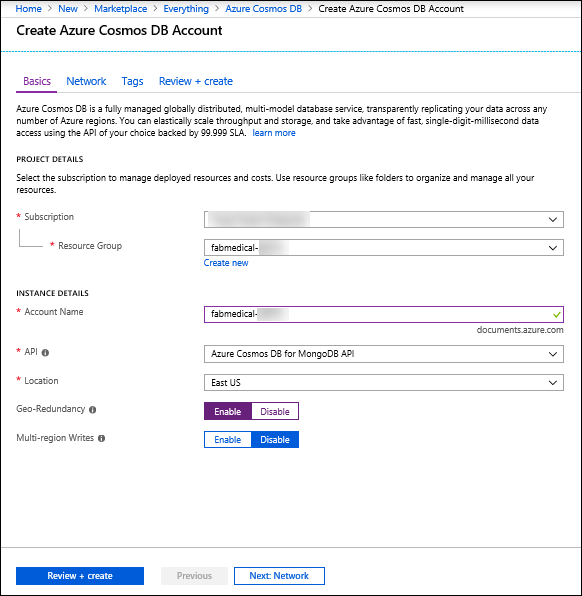 Home > New > Marketplace > Everything > Azure Cosmos DB > Create Azure Cosmos DB Account
Create Azure Cosmos DB Account
Basics Network Tags Review + create
Azure Cosmos DB is a fully managed globally distributed, multi-model database service, transparently replicating your data across any
number of Azure regions. You can elastically scale throughput and storage, and take advantage of fast, single-digit-millisecond data
access using the API of your choice backed by 99.999 SLA. learn more
PROJECT DETAILS
Select the subscription to manage deployed resources and costs. Use resource groups like folders to organize and manage all your
resources.
* Subscription
* Resource Group fabmedical-
Create new
INSTANCE DETAILS
* Account Name fabmedical-
documents.azure.com
* API Azure Cosmos DB for MongoDB API
* Location East US
Geo-Redundancy Enable Disable
Multi-region Writes Enable Disable
Review + create Previous Next: Network